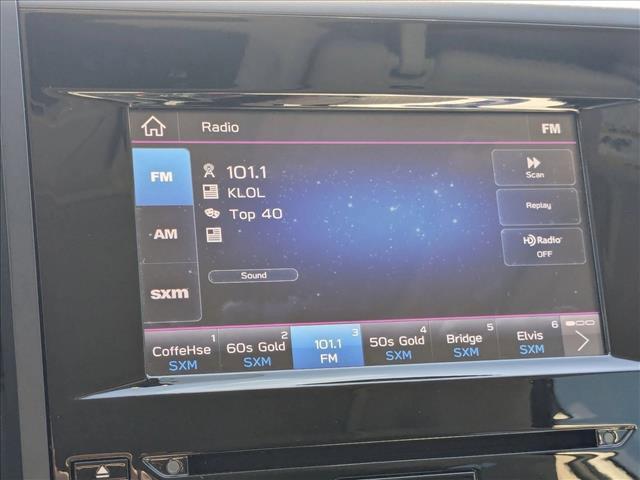 Radio
FM
FM
101.1
KLOL
Top 40
Scan
Replay
AM
HD Radio
OFF
sxm
Sound
1 2 3 4 5 6
CoffeHse 60s Gold 101.1 50s Gold Bridge Elvis
SXM SXM FM SXM SXM SXM